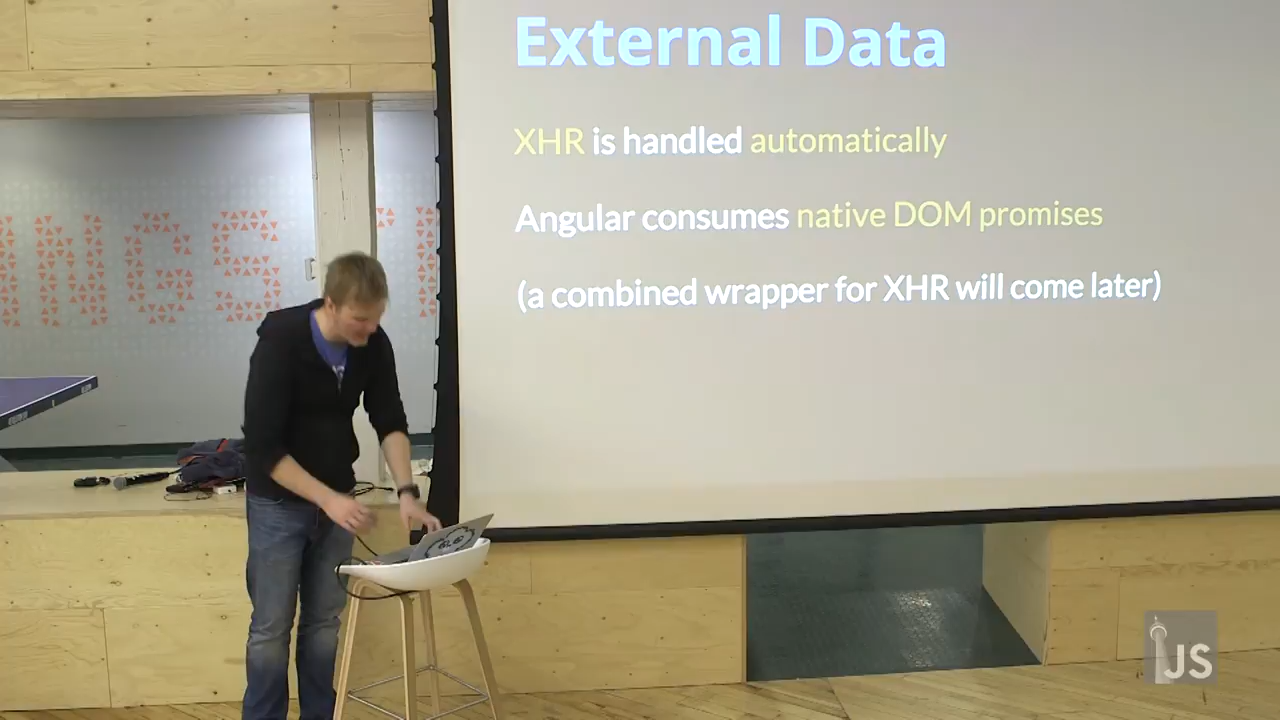 External Data
XHR is handled automatically
Angular consumes native DOM promises
(a combined wrapper for XHR will come later)
JS